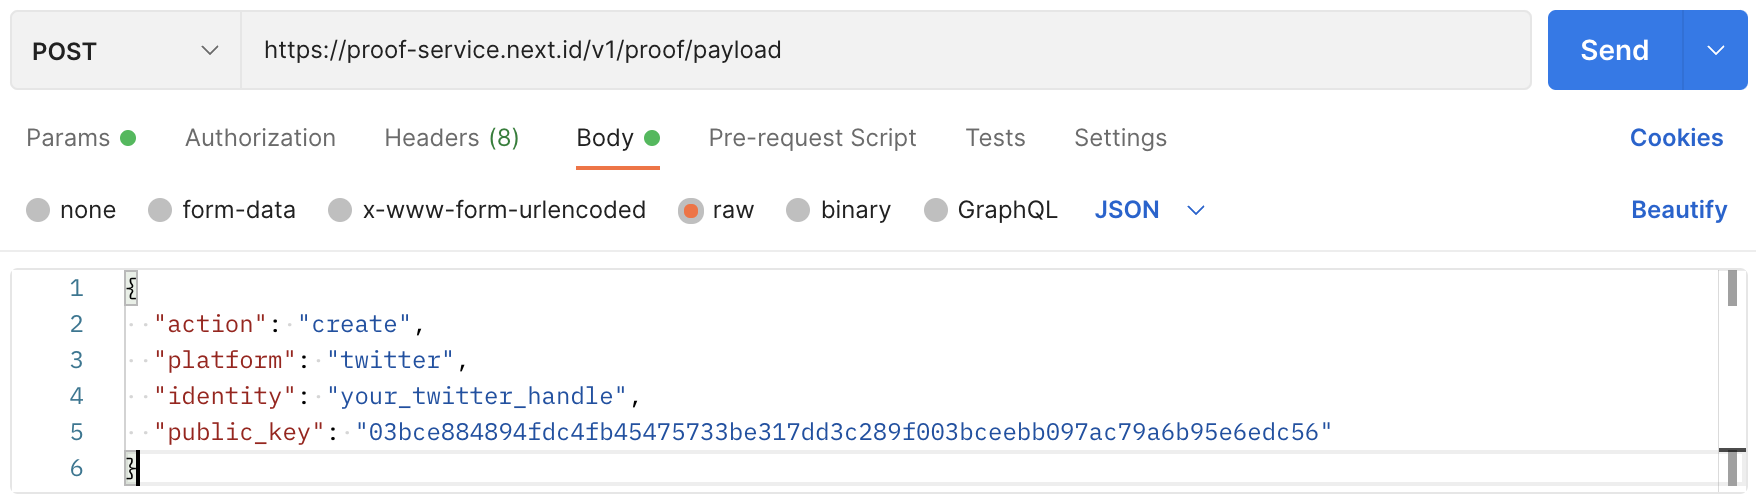 POST https://proof-service.next.id/v1/proof/payload Send
Params Authorization Headers (8) Body Pre-request Script Tests Settings Cookies
none form-data x-www-form-urlencoded raw binary GraphQL JSON Beautify
1 {
2 "action": "create",
3 "platform": "twitter",
4 "identity": "your_twitter_handle",
5 "public_key": "03bce884894fdc4fb45475733be317dd3c289f003bceebb097ac79a6b95e6edc56"
6 }